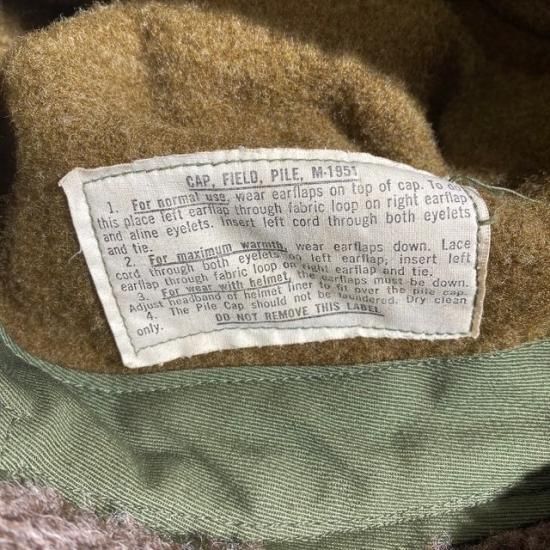 CAP, FIELD, PILE, M-1951
1. For normal use, wear earflaps on top of cap. To do
this place left earflap through fabric loop on right earflap
and aline eyelets. Insert left cord through both eyelets
and tie.
2. For maximum warmth, wear earflaps down. Lace
cord through both eyelets on left earflap; insert left
earflap through fabric loop on right earflap and tie.
3. For wear with helmet, earflaps must be down.
Adjust headband of helmet liner to fit over the pile cap.
4. The Pile Cap should not be laundered. Dry clean
only.
DO NOT REMOVE THIS LABEL